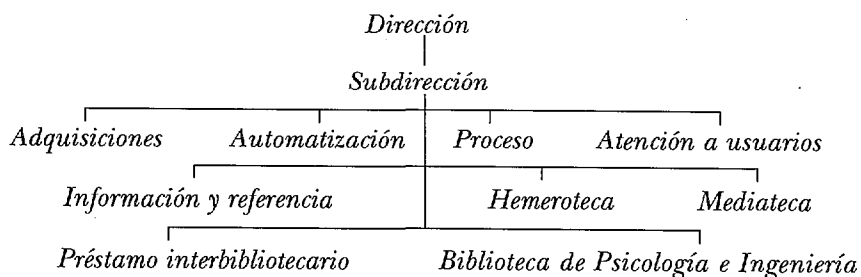 Dirección
Subdirección
Adquisiciones Automatización Proceso Atención a usuarios
Información y referencia Hemeroteca Mediateca
Préstamo interbibliotecario Biblioteca de Psicología e Ingeniería